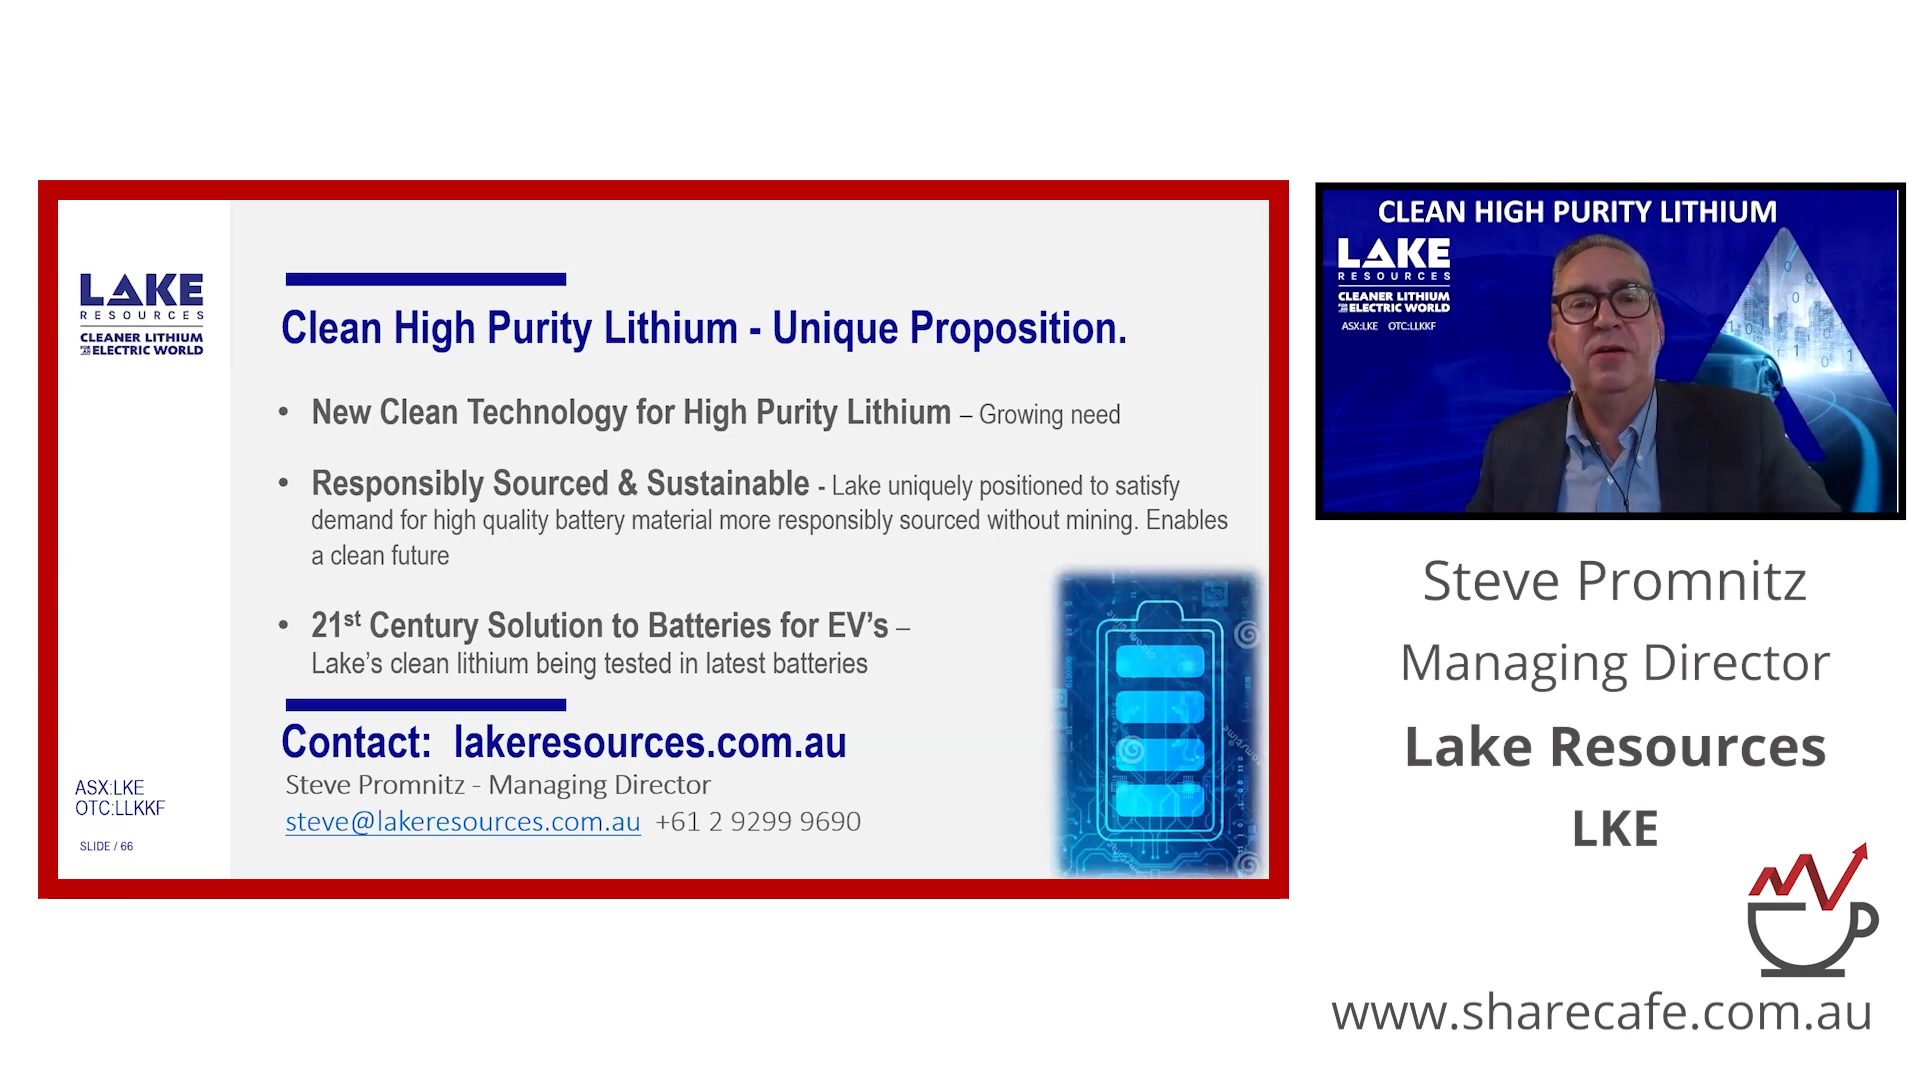 LAKE
RESOURCES
CLEANER LITHIUM
FOR AN ELECTRIC WORLD
Clean High Purity Lithium - Unique Proposition.
• New Clean Technology for High Purity Lithium – Growing need
• Responsibly Sourced & Sustainable - Lake uniquely positioned to satisfy
demand for high quality battery material more responsibly sourced without mining. Enables
a clean future
• 21st Century Solution to Batteries for EV’s –
Lake’s clean lithium being tested in latest batteries
Contact: lakeresources.com.au
Steve Promnitz - Managing Director
steve@lakeresources.com.au +61 2 9299 9690
ASX:LKE
OTC:LLKKF
SLIDE / 66
CLEAN HIGH PURITY LITHIUM
LAKE
RESOURCES
CLEANER LITHIUM
FOR AN ELECTRIC WORLD
ASX:LKE OTC:LLKKF
Steve Promnitz
Managing Director
Lake Resources
LKE
www.sharecafe.com.au